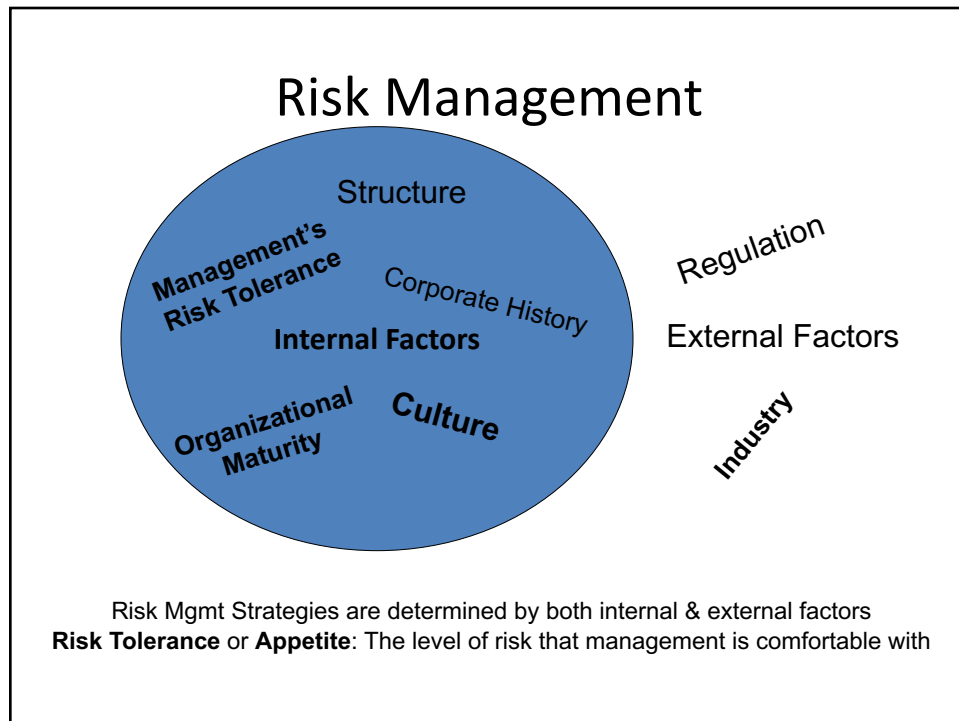 Risk Management
Structure
Management’s
Risk Tolerance
Corporate History
Internal Factors
Organizational
Maturity
Culture
Regulation
External Factors
Industry
Risk Mgmt Strategies are determined by both internal & external factors
Risk Tolerance or Appetite: The level of risk that management is comfortable with